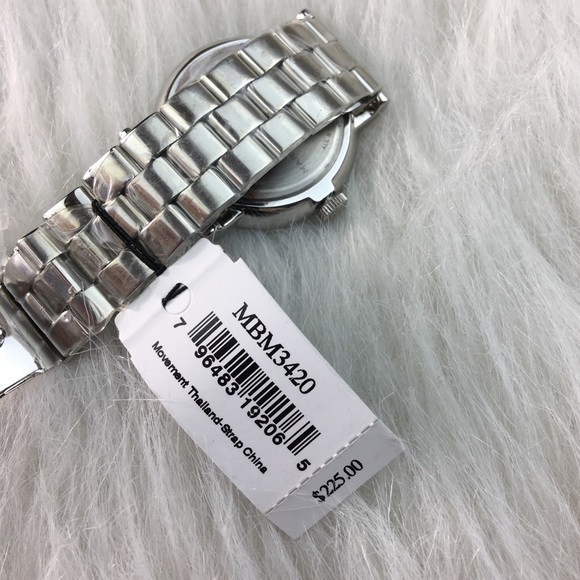 MBM3420
7 96483 19206 5
Movement Thailand-Strap China
$225.00